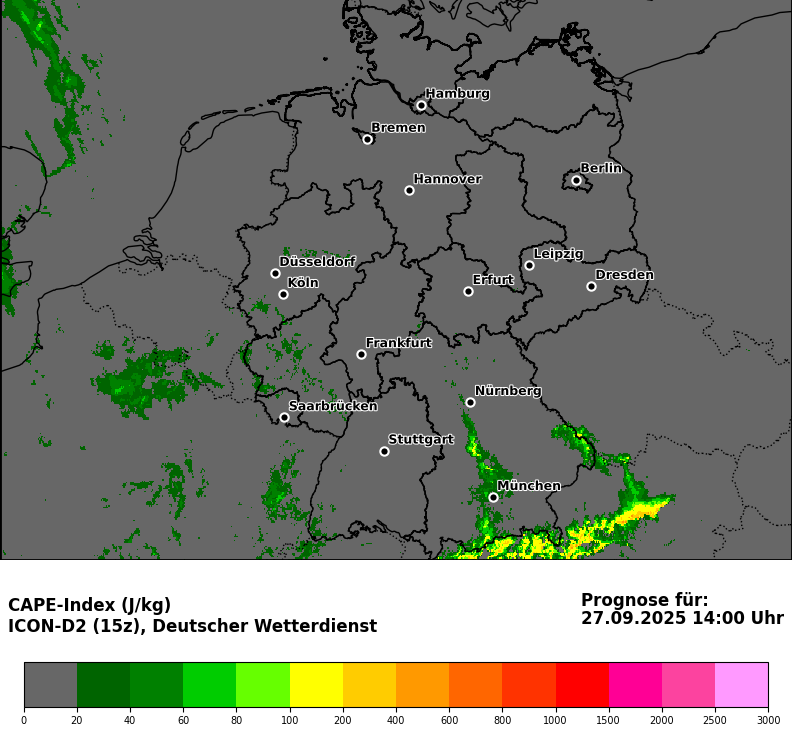 Hamburg
Bremen
Berlin
Hannover
Leipzig
Düsseldorf
Dresden
Köln
Erfurt
Frankfurt
Nürnberg
Saarbrücken
Stuttgart
München
CAPE-Index (J/kg)
ICON-D2 (15z), Deutscher Wetterdienst
Prognose für:
27.09.2025 14:00 Uhr
0 20 40 60 80 100 200 400 600 800 1000 1500 2000 2500 3000